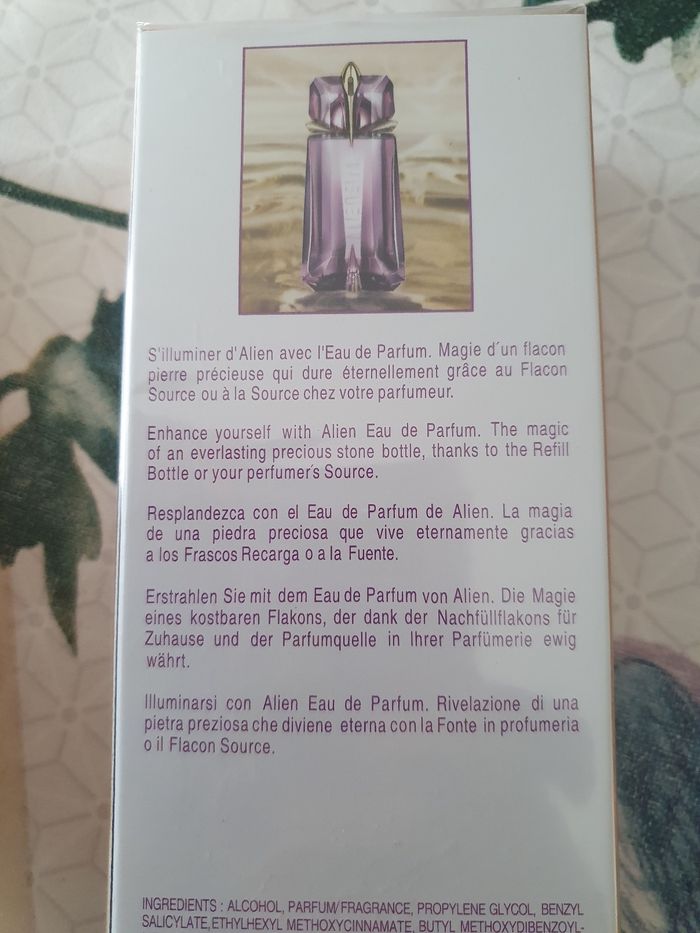 S'illuminer d'Alien avec l'Eau de Parfum. Magie d'un flacon
pierre précieuse qui dure éternellement grâce au Flacon
Source ou à la Source chez votre parfumeur.
Enhance yourself with Alien Eau de Parfum. The magic
of an everlasting precious stone bottle, thanks to the Refill
Bottle or your perfumer's Source.
Resplandezca con el Eau de Parfum de Alien. La magia
de una piedra preciosa que vive eternamente gracias
a los Frascos Recarga o a la Fuente.
Erstrahlen Sie mit dem Eau de Parfum von Alien. Die Magie
eines kostbaren Flakons, der dank der Nachfüllflakons für
Zuhause und der Parfumquelle in Ihrer Parfümerie ewig
währt.
Illuminarsi con Alien Eau de Parfum. Rivelazione di una
pietra preziosa che diviene eterna con la Fonte in profumeria
o il Flacon Source.
INGREDIENTS : ALCOHOL, PARFUM/FRAGRANCE, PROPYLENE GLYCOL, BENZYL
SALICYLATE, ETHYLHEXYL METHOXYCINNAMATE, BUTYL METHOXYDIBENZOYL-